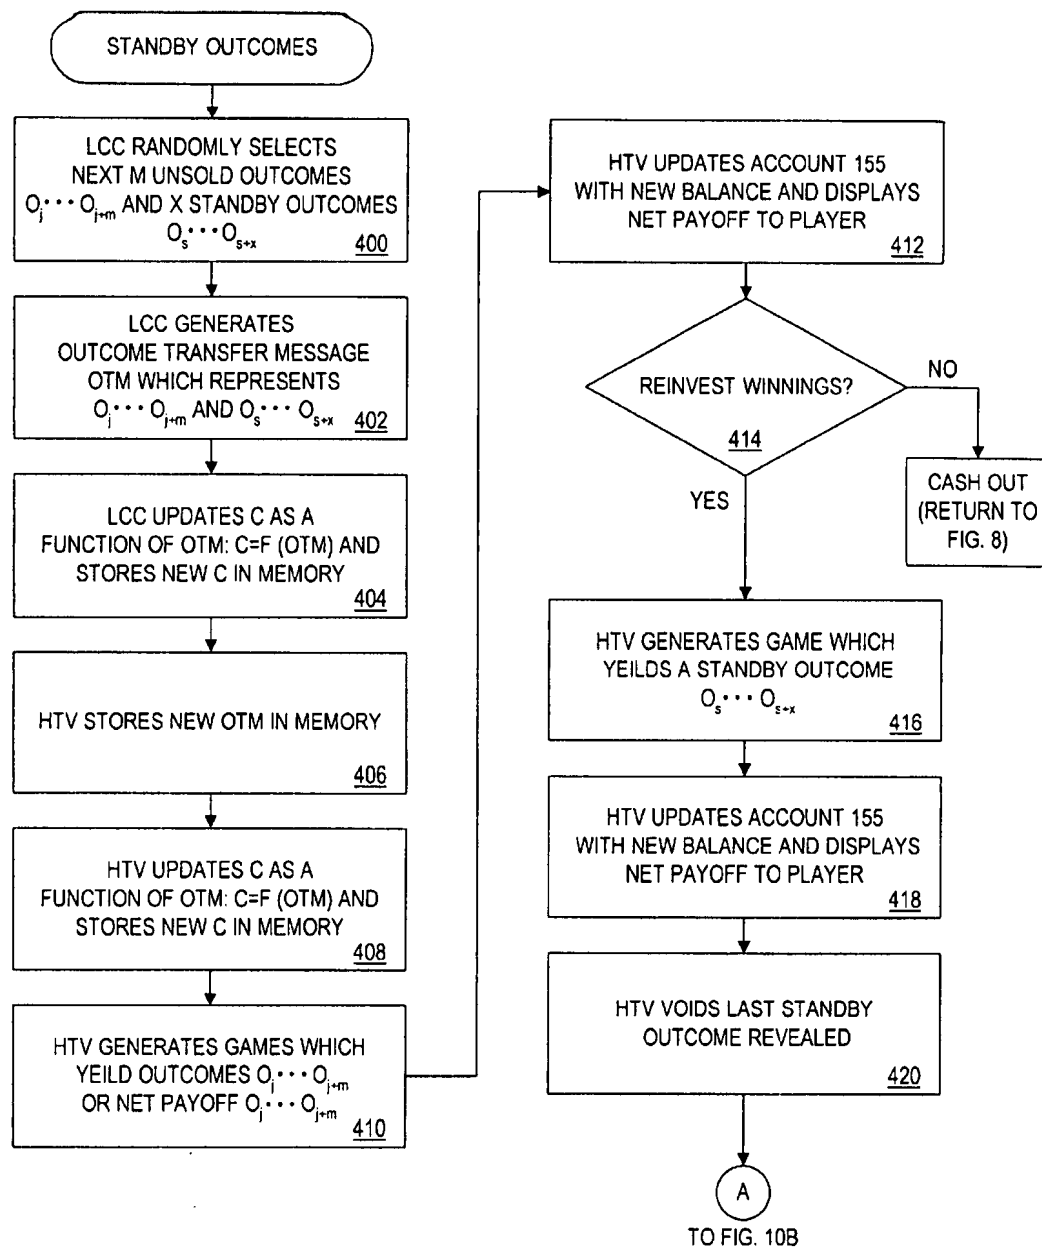 STANDBY OUTCOMES
LCC RANDOMLY SELECTS
NEXT M UNSOLD OUTCOMES
Oj••• Oj+m AND X STANDBY OUTCOMES
Os••• Os+x
400
LCC GENERATES
OUTCOME TRANSFER MESSAGE
OTM WHICH REPRESENTS
Oj••• Oj+m AND Os••• Os+x
402
LCC UPDATES C AS A
FUNCTION OF OTM: C=F (OTM) AND
STORES NEW C IN MEMORY
404
HTV STORES NEW OTM IN MEMORY
406
HTV UPDATES C AS A
FUNCTION OF OTM: C=F (OTM) AND
STORES NEW C IN MEMORY
408
HTV GENERATES GAMES WHICH
YEILD OUTCOMES Oj••• Oj+m
OR NET PAYOFF Oj••• Oj+m
410
HTV UPDATES ACCOUNT 155
WITH NEW BALANCE AND DISPLAYS
NET PAYOFF TO PLAYER
412
REINVEST WINNINGS?
414
NO
CASH OUT
(RETURN TO
FIG. 8)
YES
HTV GENERATES GAME WHICH
YEILDS A STANDBY OUTCOME
Os••• Os+x
416
HTV UPDATES ACCOUNT 155
WITH NEW BALANCE AND DISPLAYS
NET PAYOFF TO PLAYER
418
HTV VOIDS LAST STANDBY
OUTCOME REVEALED
420
A
TO FIG. 10B